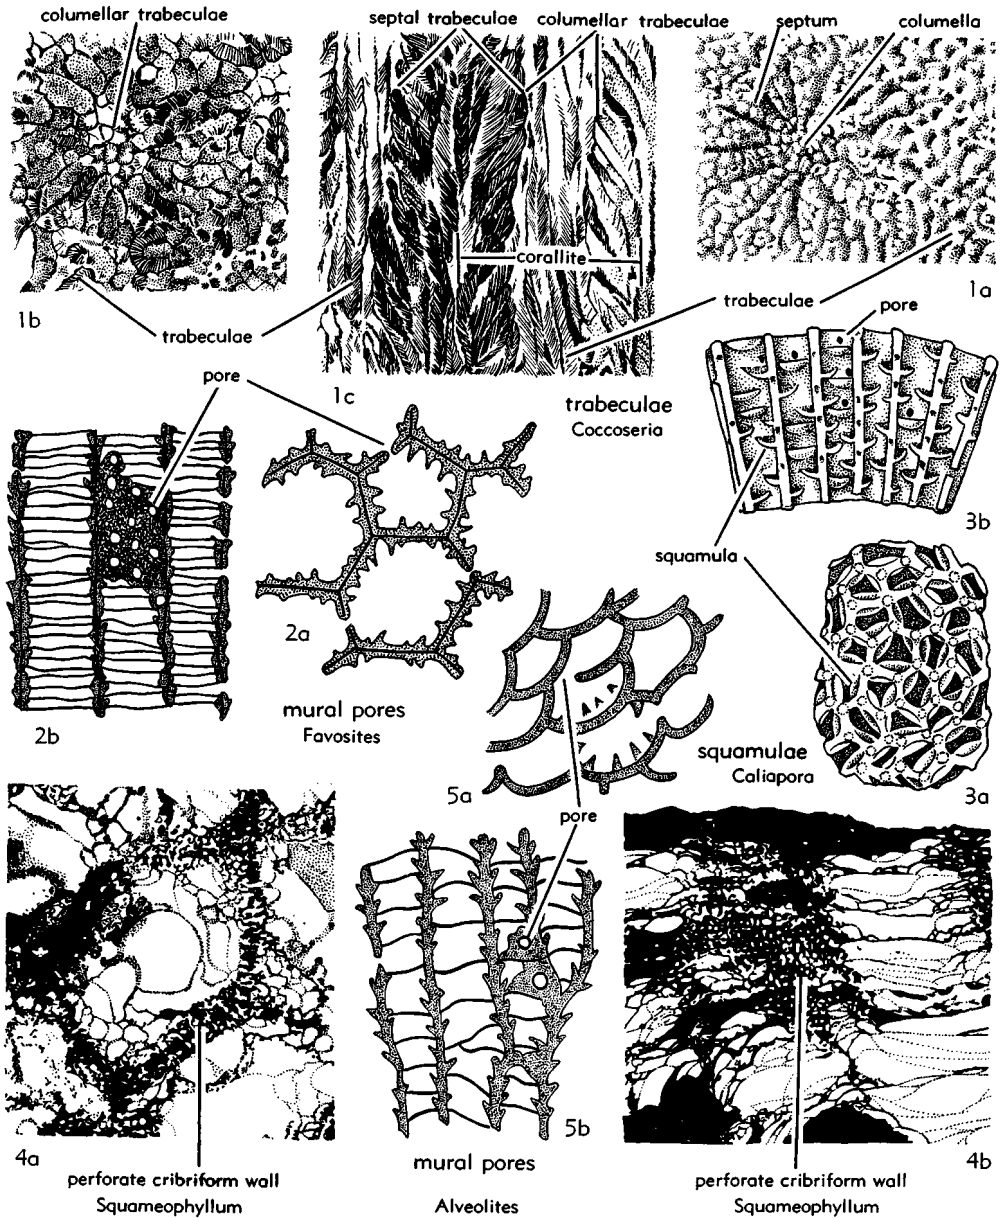 columellar trabeculae
septal trabeculae
columellar trabeculae
septum
columella
corallite
1b
1a
trabeculae
trabeculae
pore
pore
1c
trabeculae
Coccoseria
3b
squamula
2a
2b
mural pores
Favosites
5a
squamulae
Caliapora
3a
pore
4a
5b
4b
perforate cribriform wall
Squameophyllum
mural pores
Alveolites
perforate cribriform wall
Squameophyllum